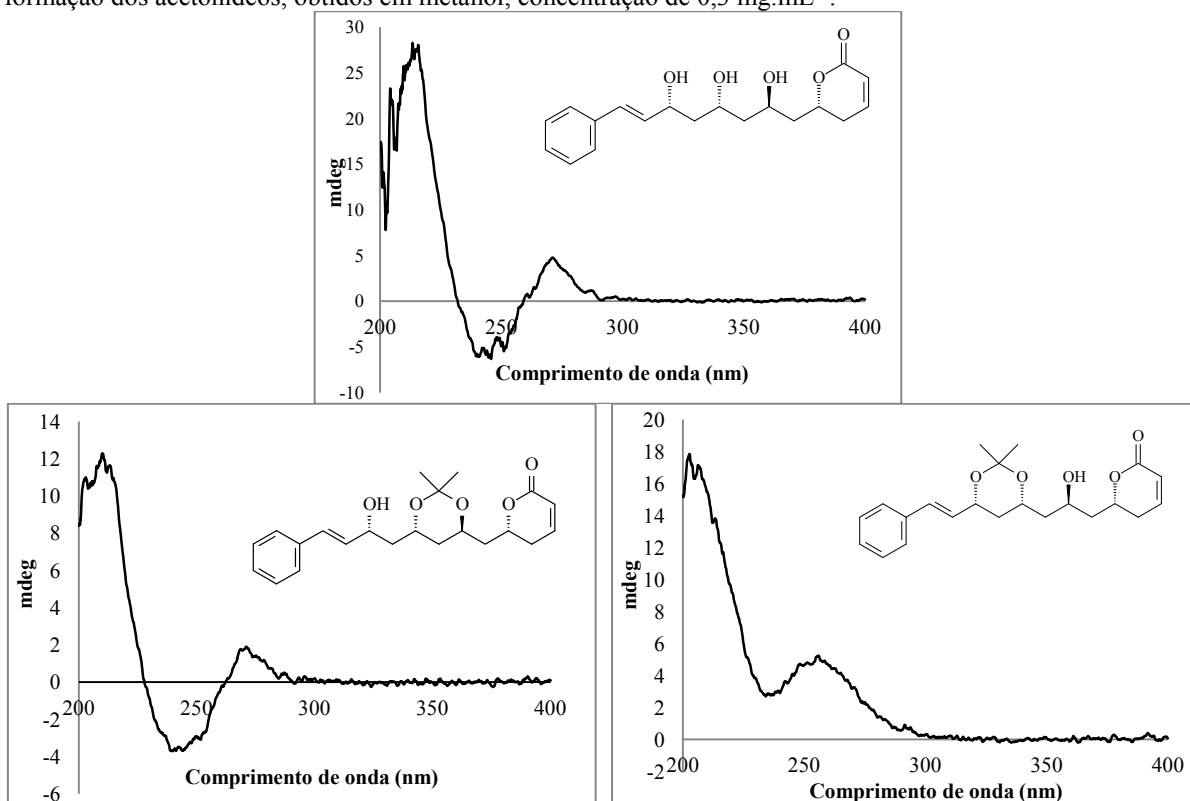 formação dos acetonídeos, obtidos em metanol, concentração de 0,5 mg.mL⁻¹.
30
25
20
15
10
5
0
-5
-10
mdeg
200 250 300 350 400
Comprimento de onda (nm)
OH OH OH O O
14
12
10
8
6
4
2
0
-2
-4
-6
mdeg
200 250 300 350 400
Comprimento de onda (nm)
OH O O O O
20
18
16
14
12
10
8
6
4
2
0
-2
mdeg
200 250 300 350 400
Comprimento de onda (nm)
O O OH O O